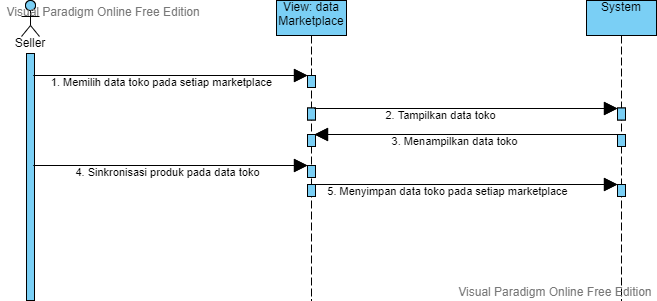 Visual Paradigm Online Free Edition
Seller
View: data
Marketplace
System
1. Memilih data toko pada setiap marketplace
2. Tampilkan data toko
3. Menampilkan data toko
4. Sinkronisasi produk pada data toko
5. Menyimpan data toko pada setiap marketplace
Visual Paradigm Online Free Edition